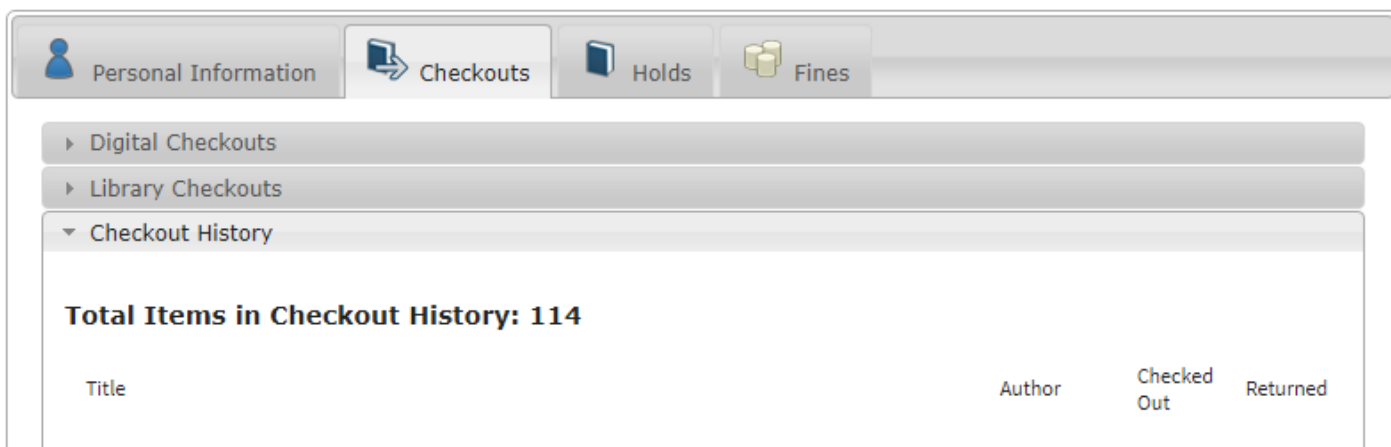 Personal Information Checkouts Holds Fines
Digital Checkouts
Library Checkouts
Checkout History
Total Items in Checkout History: 114
Title Author Checked Out Returned